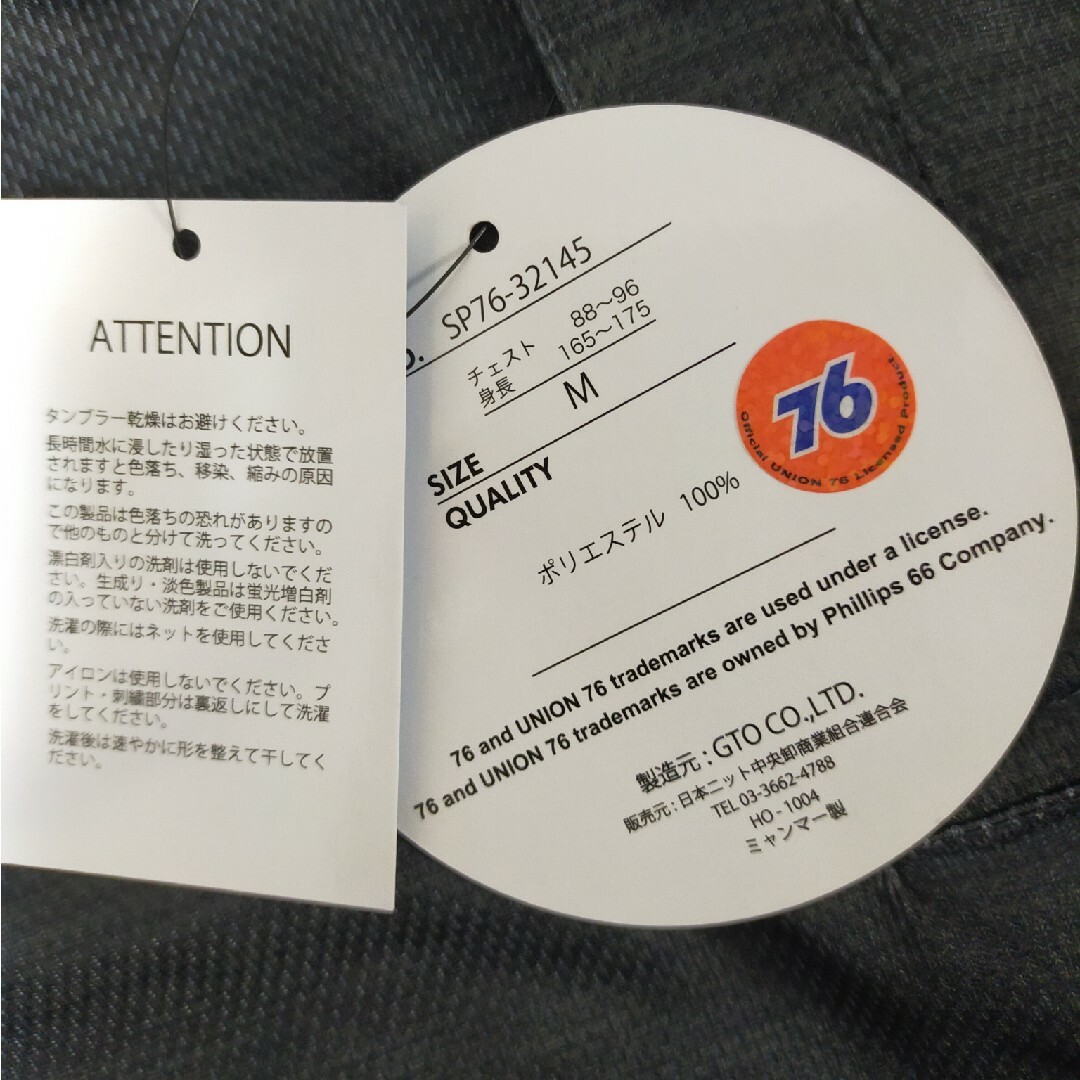 ATTENTION
タンブラー乾燥はお避けください。
長時間水に浸したり湿った状態で放置
されますと色落ち、移染、縮みの原因
になります。
この製品は色落ちの恐れがありますの
で他のものと分けて洗ってください。
漂白剤入りの洗剤は使用しないでくだ
さい。生成り・淡色製品は蛍光増白剤
の入っていない洗剤をご使用ください。
洗濯の際にはネットを使用してくださ
い。
アイロンは使用しないでください。プ
リント・刺繍部分は裏返しにして洗濯
をしてください。
洗濯後は速やかに形を整えて干してく
ださい。
o. SP76-32145
チェスト 88～96
身長 165～175
SIZE M
QUALITY
ポリエステル 100%
76
Official UNION 76 Licensed Product
76 and UNION 76 trademarks are used under a license.
76 and UNION 76 trademarks are owned by Phillips 66 Company.
製造元 : GTO CO.,LTD.
販売元 : 日本ニット中央卸商業組合連合会
TEL 03-3662-4788
HO - 1004
ミャンマー製